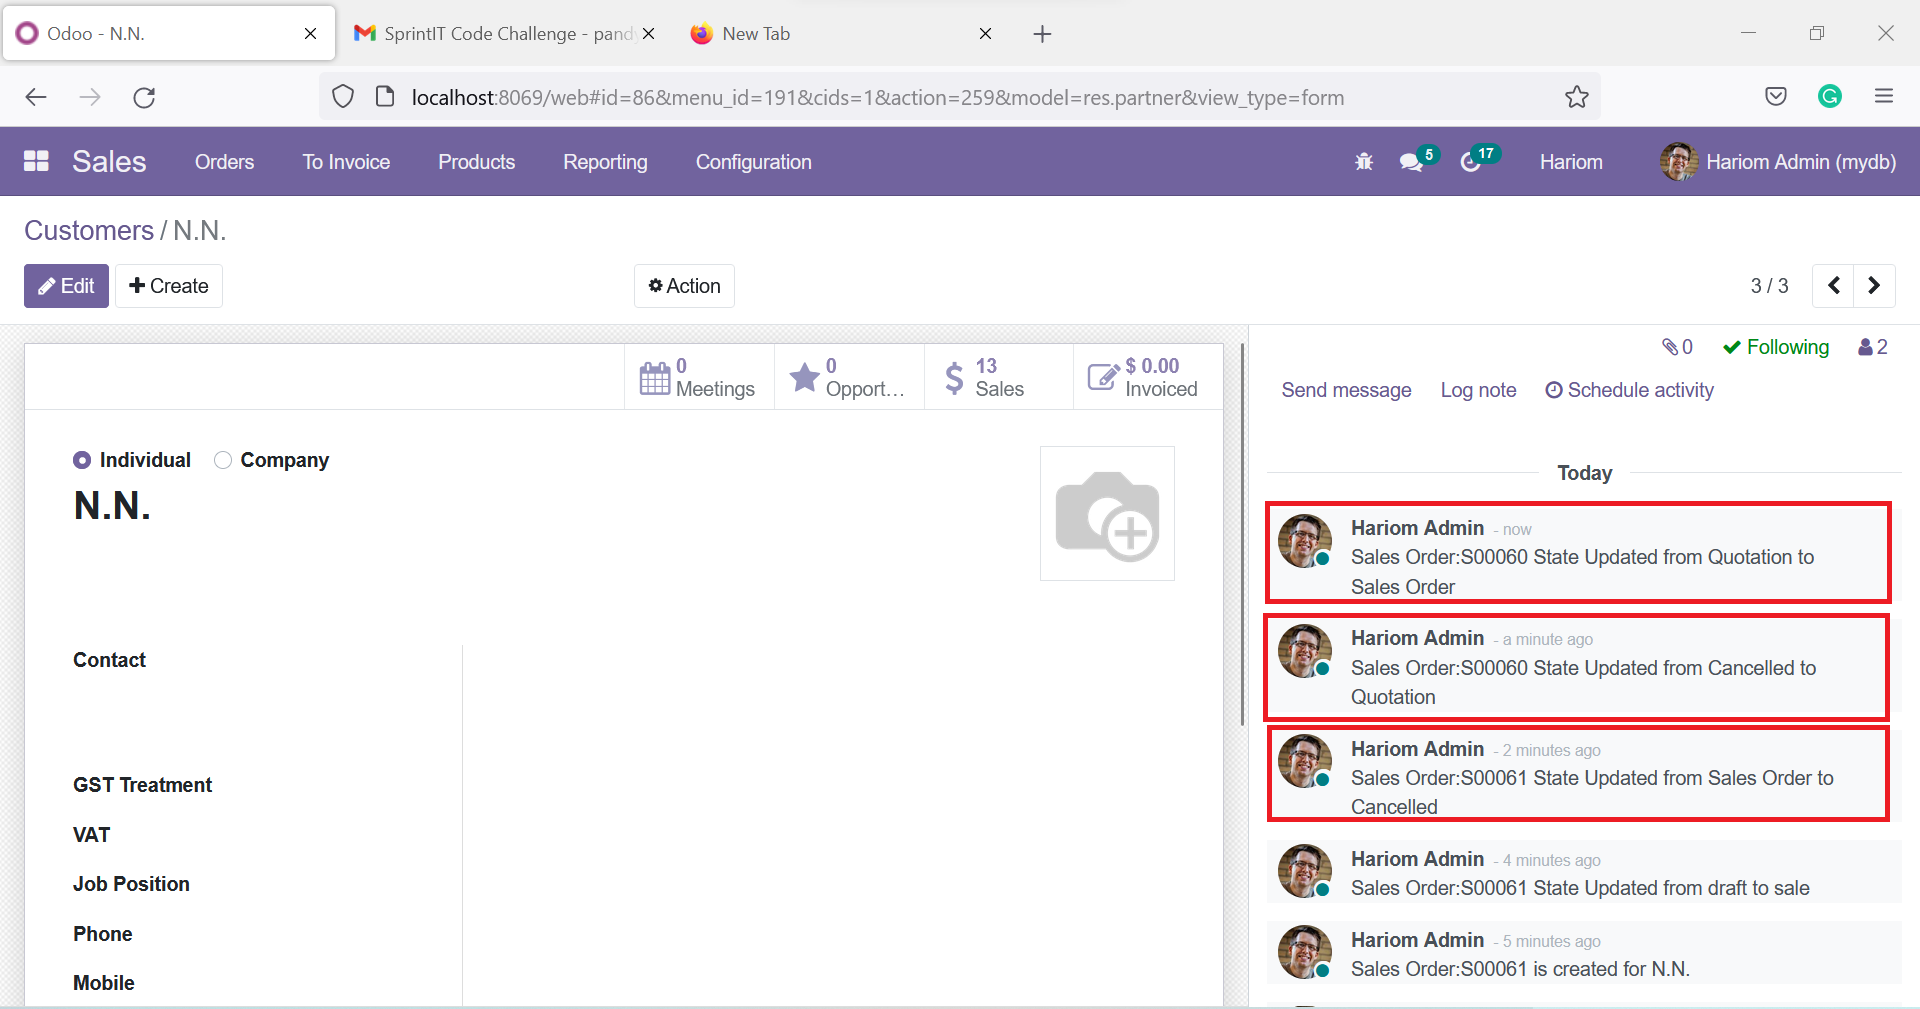 Odoo - N.N.
SprintIT Code Challenge - pandy
New Tab
localhost:8069/web#id=86&menu_id=191&cids=1&action=259&model=res.partner&view_type=form
Sales
Orders
To Invoice
Products
Reporting
Configuration
5
17
Hariom
Hariom Admin (mydb)
Customers / N.N.
Edit
Create
Action
3 / 3
0
Meetings
0
Opport...
13
Sales
$ 0.00
Invoiced
0
Following
2
Send message
Log note
Schedule activity
Individual
Company
N.N.
Contact
GST Treatment
VAT
Job Position
Phone
Mobile
Today
Hariom Admin - now
Sales Order:S00060 State Updated from Quotation to
Sales Order
Hariom Admin - a minute ago
Sales Order:S00060 State Updated from Cancelled to
Quotation
Hariom Admin - 2 minutes ago
Sales Order:S00061 State Updated from Sales Order to
Cancelled
Hariom Admin - 4 minutes ago
Sales Order:S00061 State Updated from draft to sale
Hariom Admin - 5 minutes ago
Sales Order:S00061 is created for N.N.